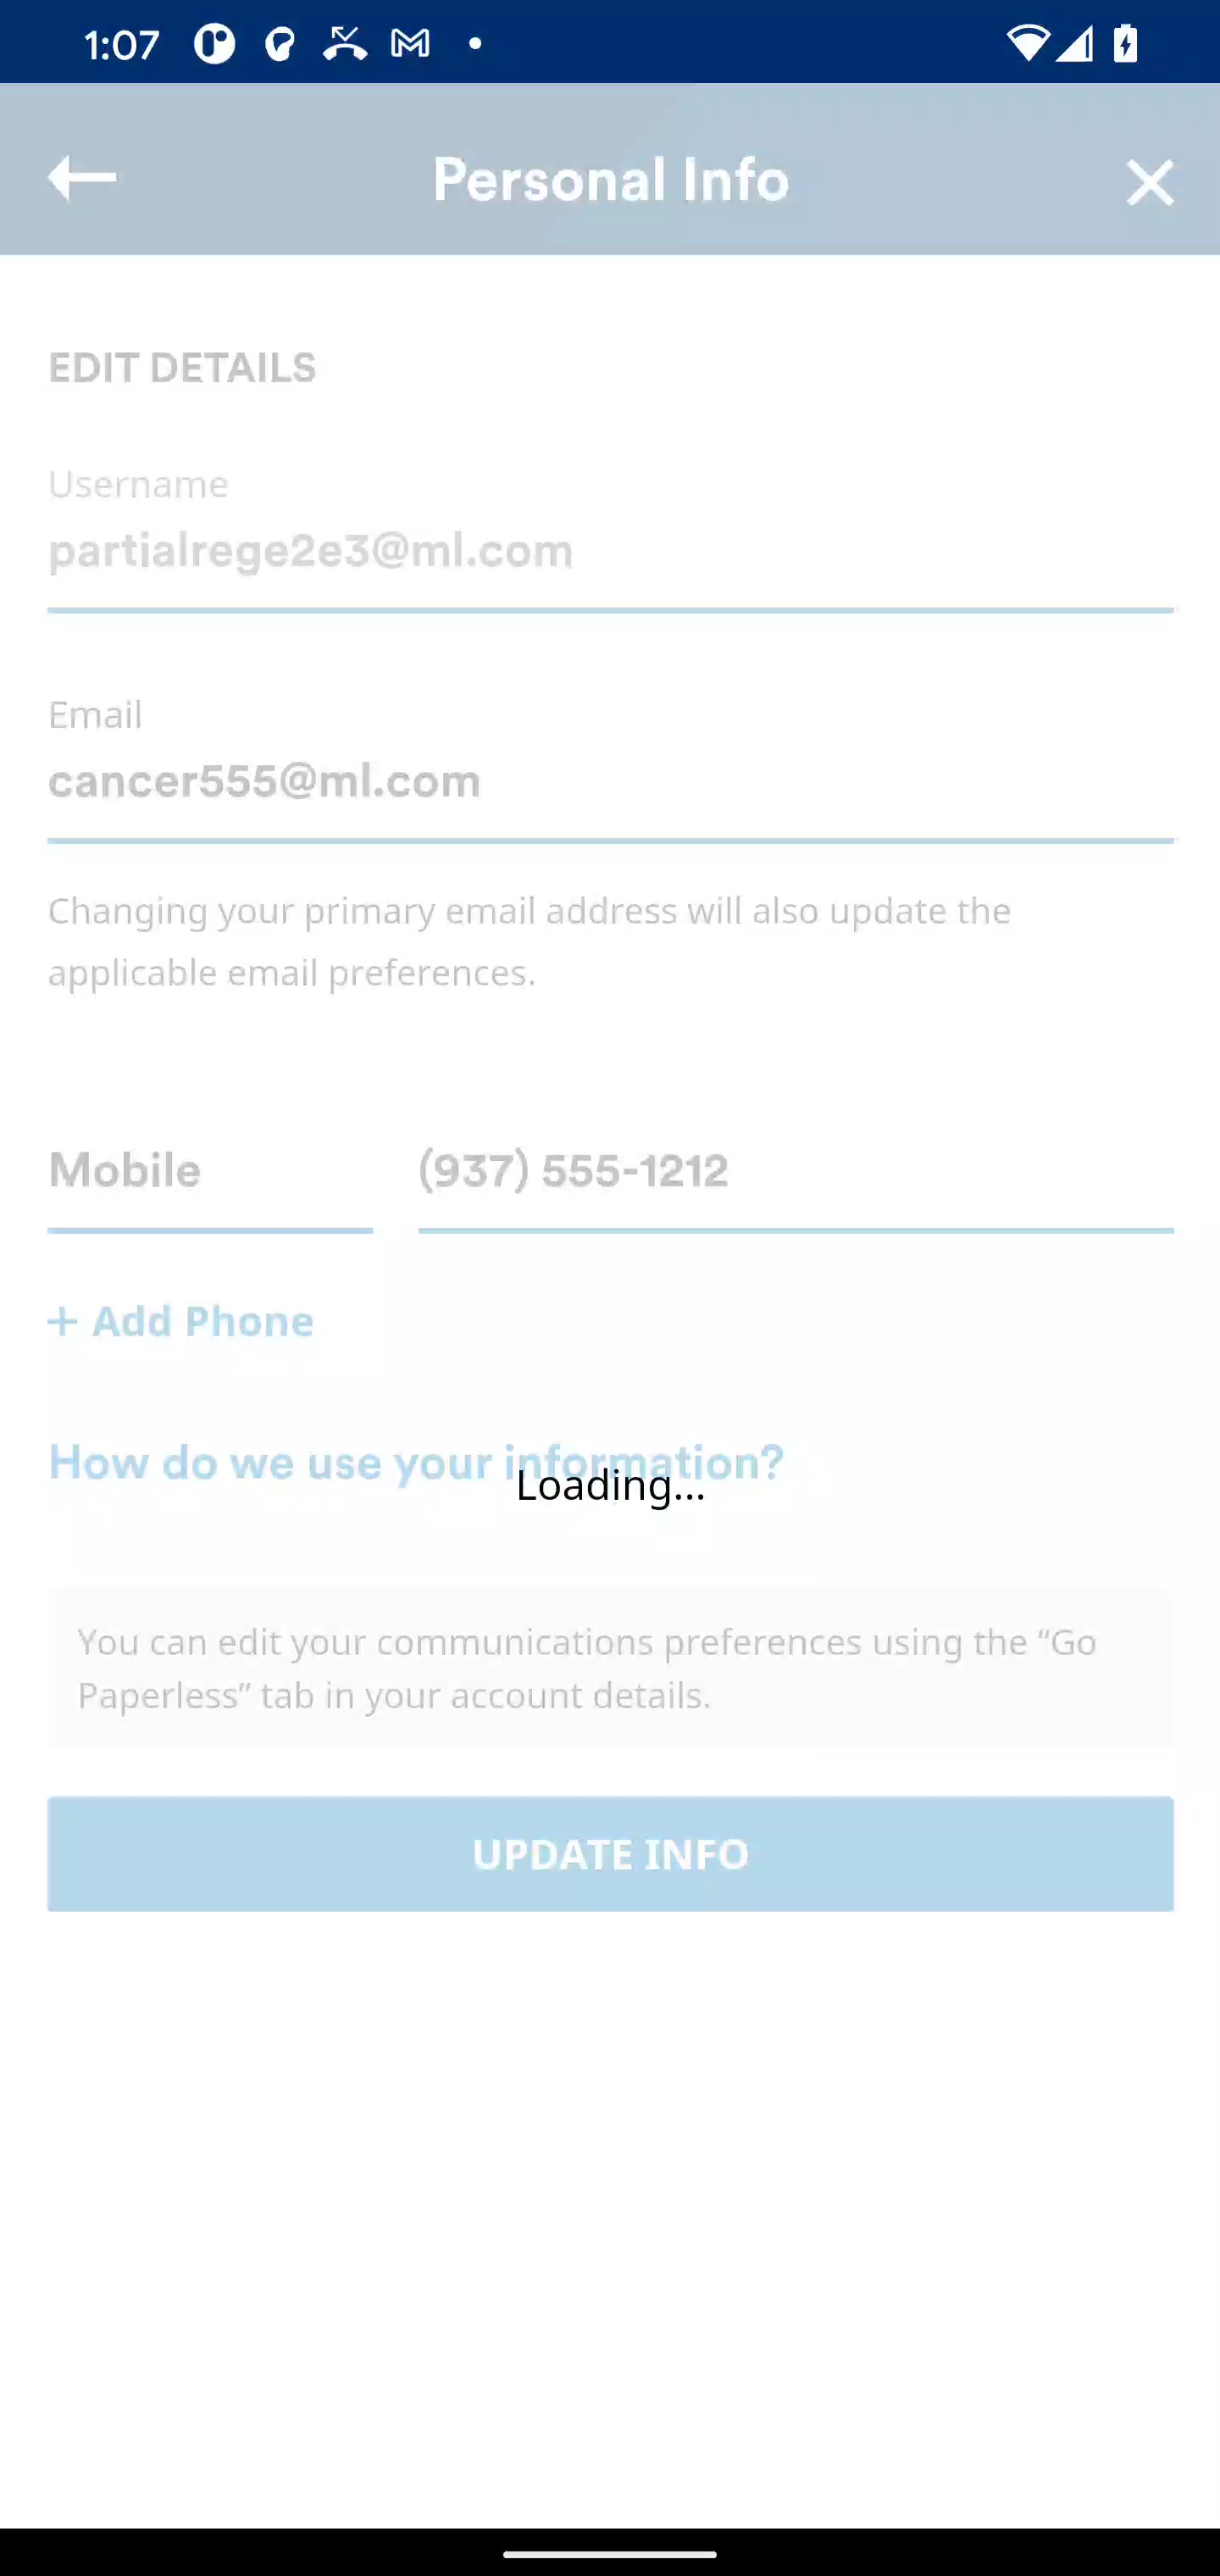 1:07
Personal Info
EDIT DETAILS
Username
partialrege2e3@ml.com
Email
cancer555@ml.com
Changing your primary email address will also update the
applicable email preferences.
Mobile
(937) 555-1212
+ Add Phone
How do we use your information?
Loading...
You can edit your communications preferences using the “Go
Paperless” tab in your account details.
UPDATE INFO